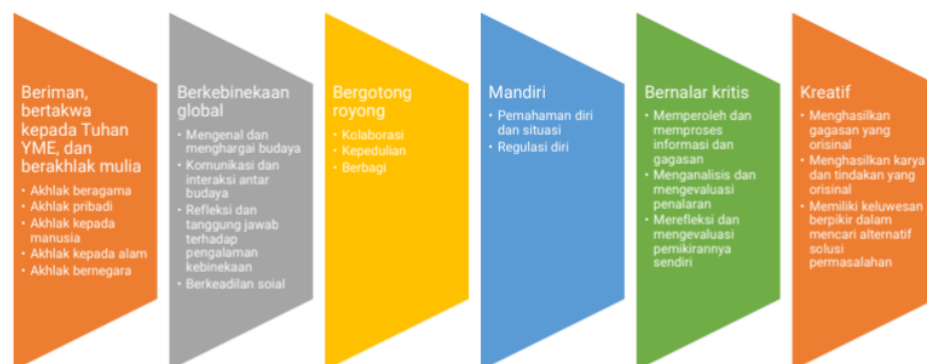 Beriman,
bertakwa
kepada Tuhan
YME, dan
berakhlak mulia
• Akhlak beragama
• Akhlak pribadi
• Akhlak kepada
manusia
• Akhlak kepada alam
• Akhlak bernegara
Berkebinekaan
global
• Mengenal dan
menghargai budaya
• Komunikasi dan
interaksi antar
budaya
• Refleksi dan
tanggung jawab
terhadap
pengalaman
kebinekaan
• Berkeadilan soial
Bergotong
royong
• Kolaborasi
• Kepedulian
• Berbagi
Mandiri
• Pemahaman diri
dan situasi
• Regulasi diri
Bernalar kritis
• Memperoleh dan
memproses
informasi dan
gagasan
• Menganalisis dan
mengevaluasi
penalaran
• Merefleksi dan
mengevaluasi
pemikirannya
sendiri
Kreatif
• Menghasilkan
gagasan yang
orisinal
• Menghasilkan karya
dan tindakan yang
orisinal
• Memiliki keluwesan
berpikir dalam
mencari alternatif
solusi
permasalahan